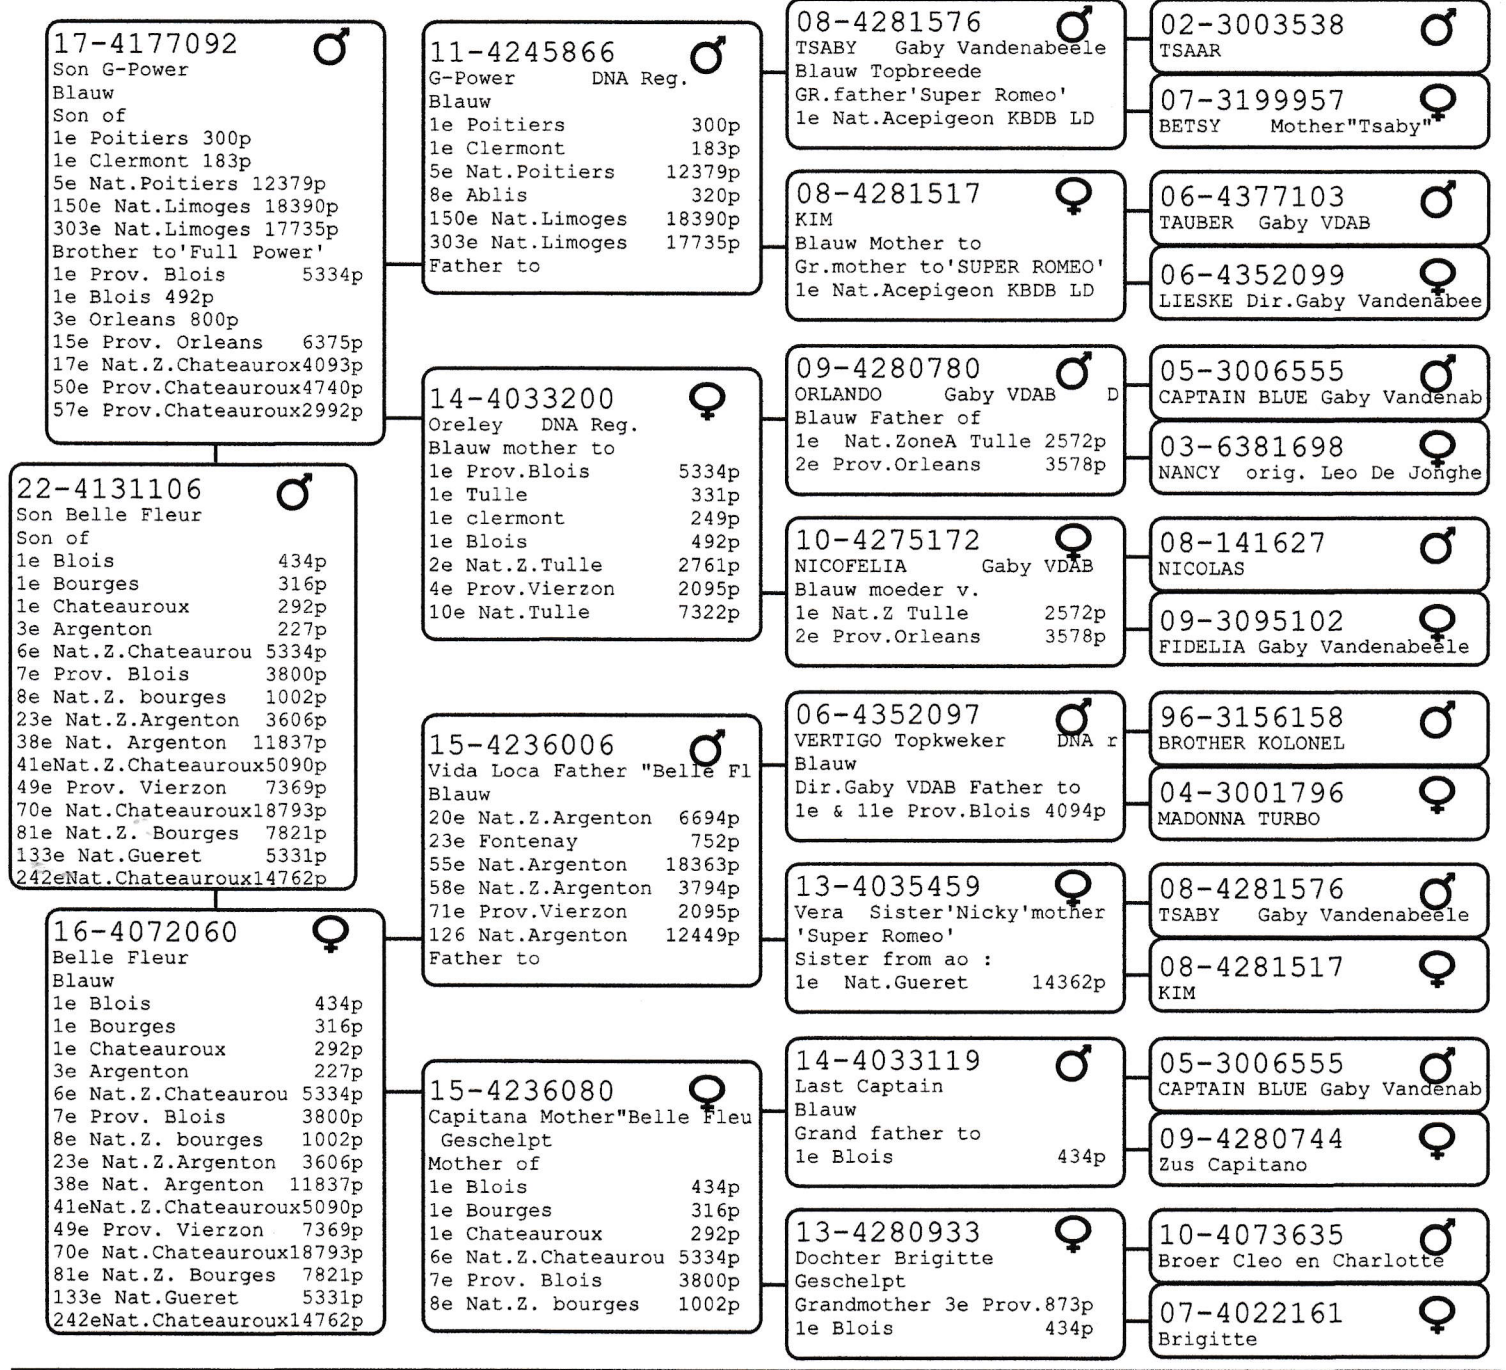 17-4177092
Son G-Power
Blauw
Son of
1e Poitiers 300p
1e Clermont 183p
5e Nat.Poitiers 12379p
150e Nat.Limoges 18390p
303e Nat.Limoges 17735p
Brother to'Full Power'
1e Prov. Blois 5334p
1e Blois 492p
3e Orleans 800p
15e Prov. Orleans 6375p
17e Nat.Z.Chateaurox4093p
50e Prov.Chateauroux4740p
57e Prov.Chateauroux2992p
22-4131106
Son Belle Fleur
Son of
1e Blois 434p
1e Bourges 316p
1e Chateauroux 292p
3e Argenton 227p
6e Nat.Z.Chateaurou 5334p
7e Prov. Blois 3800p
8e Nat.Z. bourges 1002p
23e Nat.Z.Argenton 3606p
38e Nat. Argenton 11837p
41eNat.Z.Chateauroux5090p
49e Prov. Vierzon 7369p
70e Nat.Chateauroux18793p
81e Nat.Z. Bourges 7821p
133e Nat.Gueret 5331p
242eNat.Chateauroux14762p
16-4072060
Belle Fleur
Blauw
1e Blois 434p
1e Bourges 316p
1e Chateauroux 292p
3e Argenton 227p
6e Nat.Z.Chateaurou 5334p
7e Prov. Blois 3800p
8e Nat.Z. bourges 1002p
23e Nat.Z.Argenton 3606p
38e Nat. Argenton 11837p
41eNat.Z.Chateauroux5090p
49e Prov. Vierzon 7369p
70e Nat.Chateauroux18793p
81e Nat.Z. Bourges 7821p
133e Nat.Gueret 5331p
242eNat.Chateauroux14762p
11-4245866
G-Power DNA Reg.
Blauw
1e Poitiers 300p
1e Clermont 183p
5e Nat.Poitiers 12379p
8e Ablis 320p
150e Nat.Limoges 18390p
303e Nat.Limoges 17735p
Father to
14-4033200
Oreley DNA Reg.
Blauw mother to
1e Prov.Blois 5334p
1e Tulle 331p
1e clermont 249p
1e Blois 492p
2e Nat.Z.Tulle 2761p
4e Prov.Vierzon 2095p
10e Nat.Tulle 7322p
15-4236006
Vida Loca Father "Belle Fl
Blauw
20e Nat.Z.Argenton 6694p
23e Fontenay 752p
55e Nat.Argenton 18363p
58e Nat.Z.Argenton 3794p
71e Prov.Vierzon 2095p
126 Nat.Argenton 12449p
Father to
15-4236080
Capitana Mother"Belle Fleu
Geschelpt
Mother of
1e Blois 434p
1e Bourges 316p
1e Chateauroux 292p
6e Nat.Z.Chateaurou 5334p
7e Prov. Blois 3800p
8e Nat.Z. bourges 1002p
08-4281576
TSABY Gaby Vandenabeele
Blauw Topbreede
GR.father'Super Romeo'
1e Nat.Acepigeon KBDB LD
08-4281517
KIM
Blauw Mother to
Gr.mother to'SUPER ROMEO'
1e Nat.Acepigeon KBDB LD
09-4280780
ORLANDO Gaby VDAB D
Blauw Father of
1e Nat.ZoneA Tulle 2572p
2e Prov.Orleans 3578p
10-4275172
NICOFELIA Gaby VDAB
Blauw moeder v.
1e Nat.Z Tulle 2572p
2e Prov.Orleans 3578p
06-4352097
VERTIGO Topkweker DNA r
Blauw
Dir.Gaby VDAB Father to
1e & 11e Prov.Blois 4094p
13-4035459
Vera Sister'Nicky'mother
'Super Romeo'
Sister from ao :
1e Nat.Gueret 14362p
14-4033119
Last Captain
Blauw
Grand father to
1e Blois 434p
13-4280933
Dochter Brigitte
Geschelpt
Grandmother 3e Prov.873p
1e Blois 434p
02-3003538
TSAAR
07-3199957
BETSY Mother"Tsaby"
06-4377103
TAUBER Gaby VDAB
06-4352099
LIESKE Dir.Gaby Vandenabee
05-3006555
CAPTAIN BLUE Gaby Vandenab
03-6381698
NANCY orig. Leo De Jonghe
08-141627
NICOLAS
09-3095102
FIDELIA Gaby Vandenabeele
96-3156158
BROTHER KOLONEL
04-3001796
MADONNA TURBO
08-4281576
TSABY Gaby Vandenabeele
08-4281517
KIM
05-3006555
CAPTAIN BLUE Gaby Vandenab
09-4280744
Zus Capitano
10-4073635
Broer Cleo en Charlotte
07-4022161
Brigitte